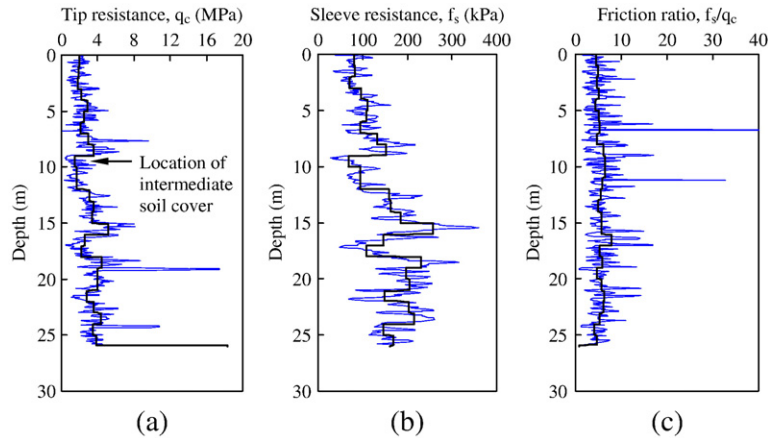 Tip resistance, q_c (MPa)
0 4 8 12 16 20
0
5
10
15
20
25
30
Depth (m)
Location of
intermediate
soil cover
(a)
Sleeve resistance, f_s (kPa)
0 100 200 300 400
0
5
10
15
20
25
30
Depth (m)
(b)
Friction ratio, f_s/q_c
0 10 20 30 40
0
5
10
15
20
25
30
Depth (m)
(c)